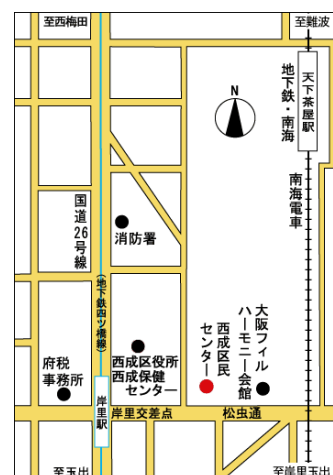 至西梅田
至難波
天下茶屋駅
地下鉄・南海
N
南海電車
国道26号線
消防署
(地下鉄四ツ橋線)
大阪フィル
ハーモニー会館
西成区民
センター
西成区役所
西成保健
センター
府税
事務所
岸里駅
岸里交差点
松虫通
至玉出
至岸里玉出